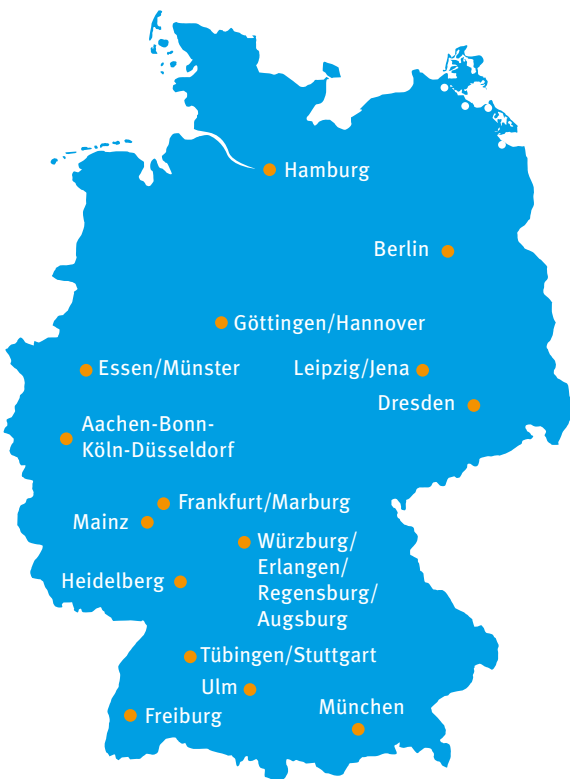 Hamburg
Berlin
Göttingen/Hannover
Essen/Münster
Leipzig/Jena
Dresden
Aachen-Bonn-
Köln-Düsseldorf
Frankfurt/Marburg
Mainz
Würzburg/
Erlangen/
Regensburg/
Augsburg
Heidelberg
Tübingen/Stuttgart
Ulm
München
Freiburg